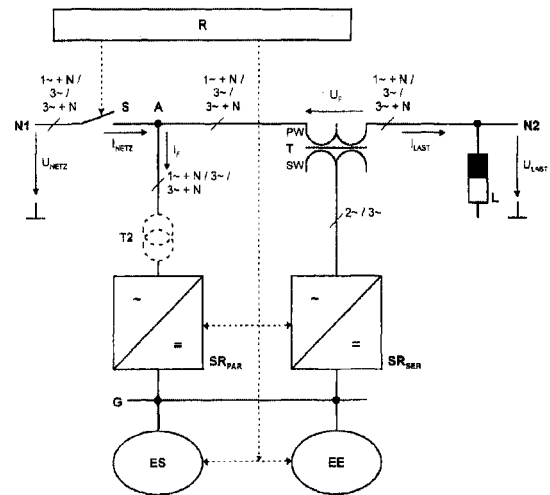 R
1~ + N /
3~ /
3~ + N
S
A
1~ + N /
3~ /
3~ + N
U_F
1~ + N /
3~ /
3~ + N
N1
I_NETZ
PW
T
SW
I_LAST
N2
U_NETZ
I_F
1~ + N / 3~ /
3~ + N
U_LAST
L
T2
2~ / 3~
~
=
SR_PAR
~
=
SR_SER
G
ES
EE